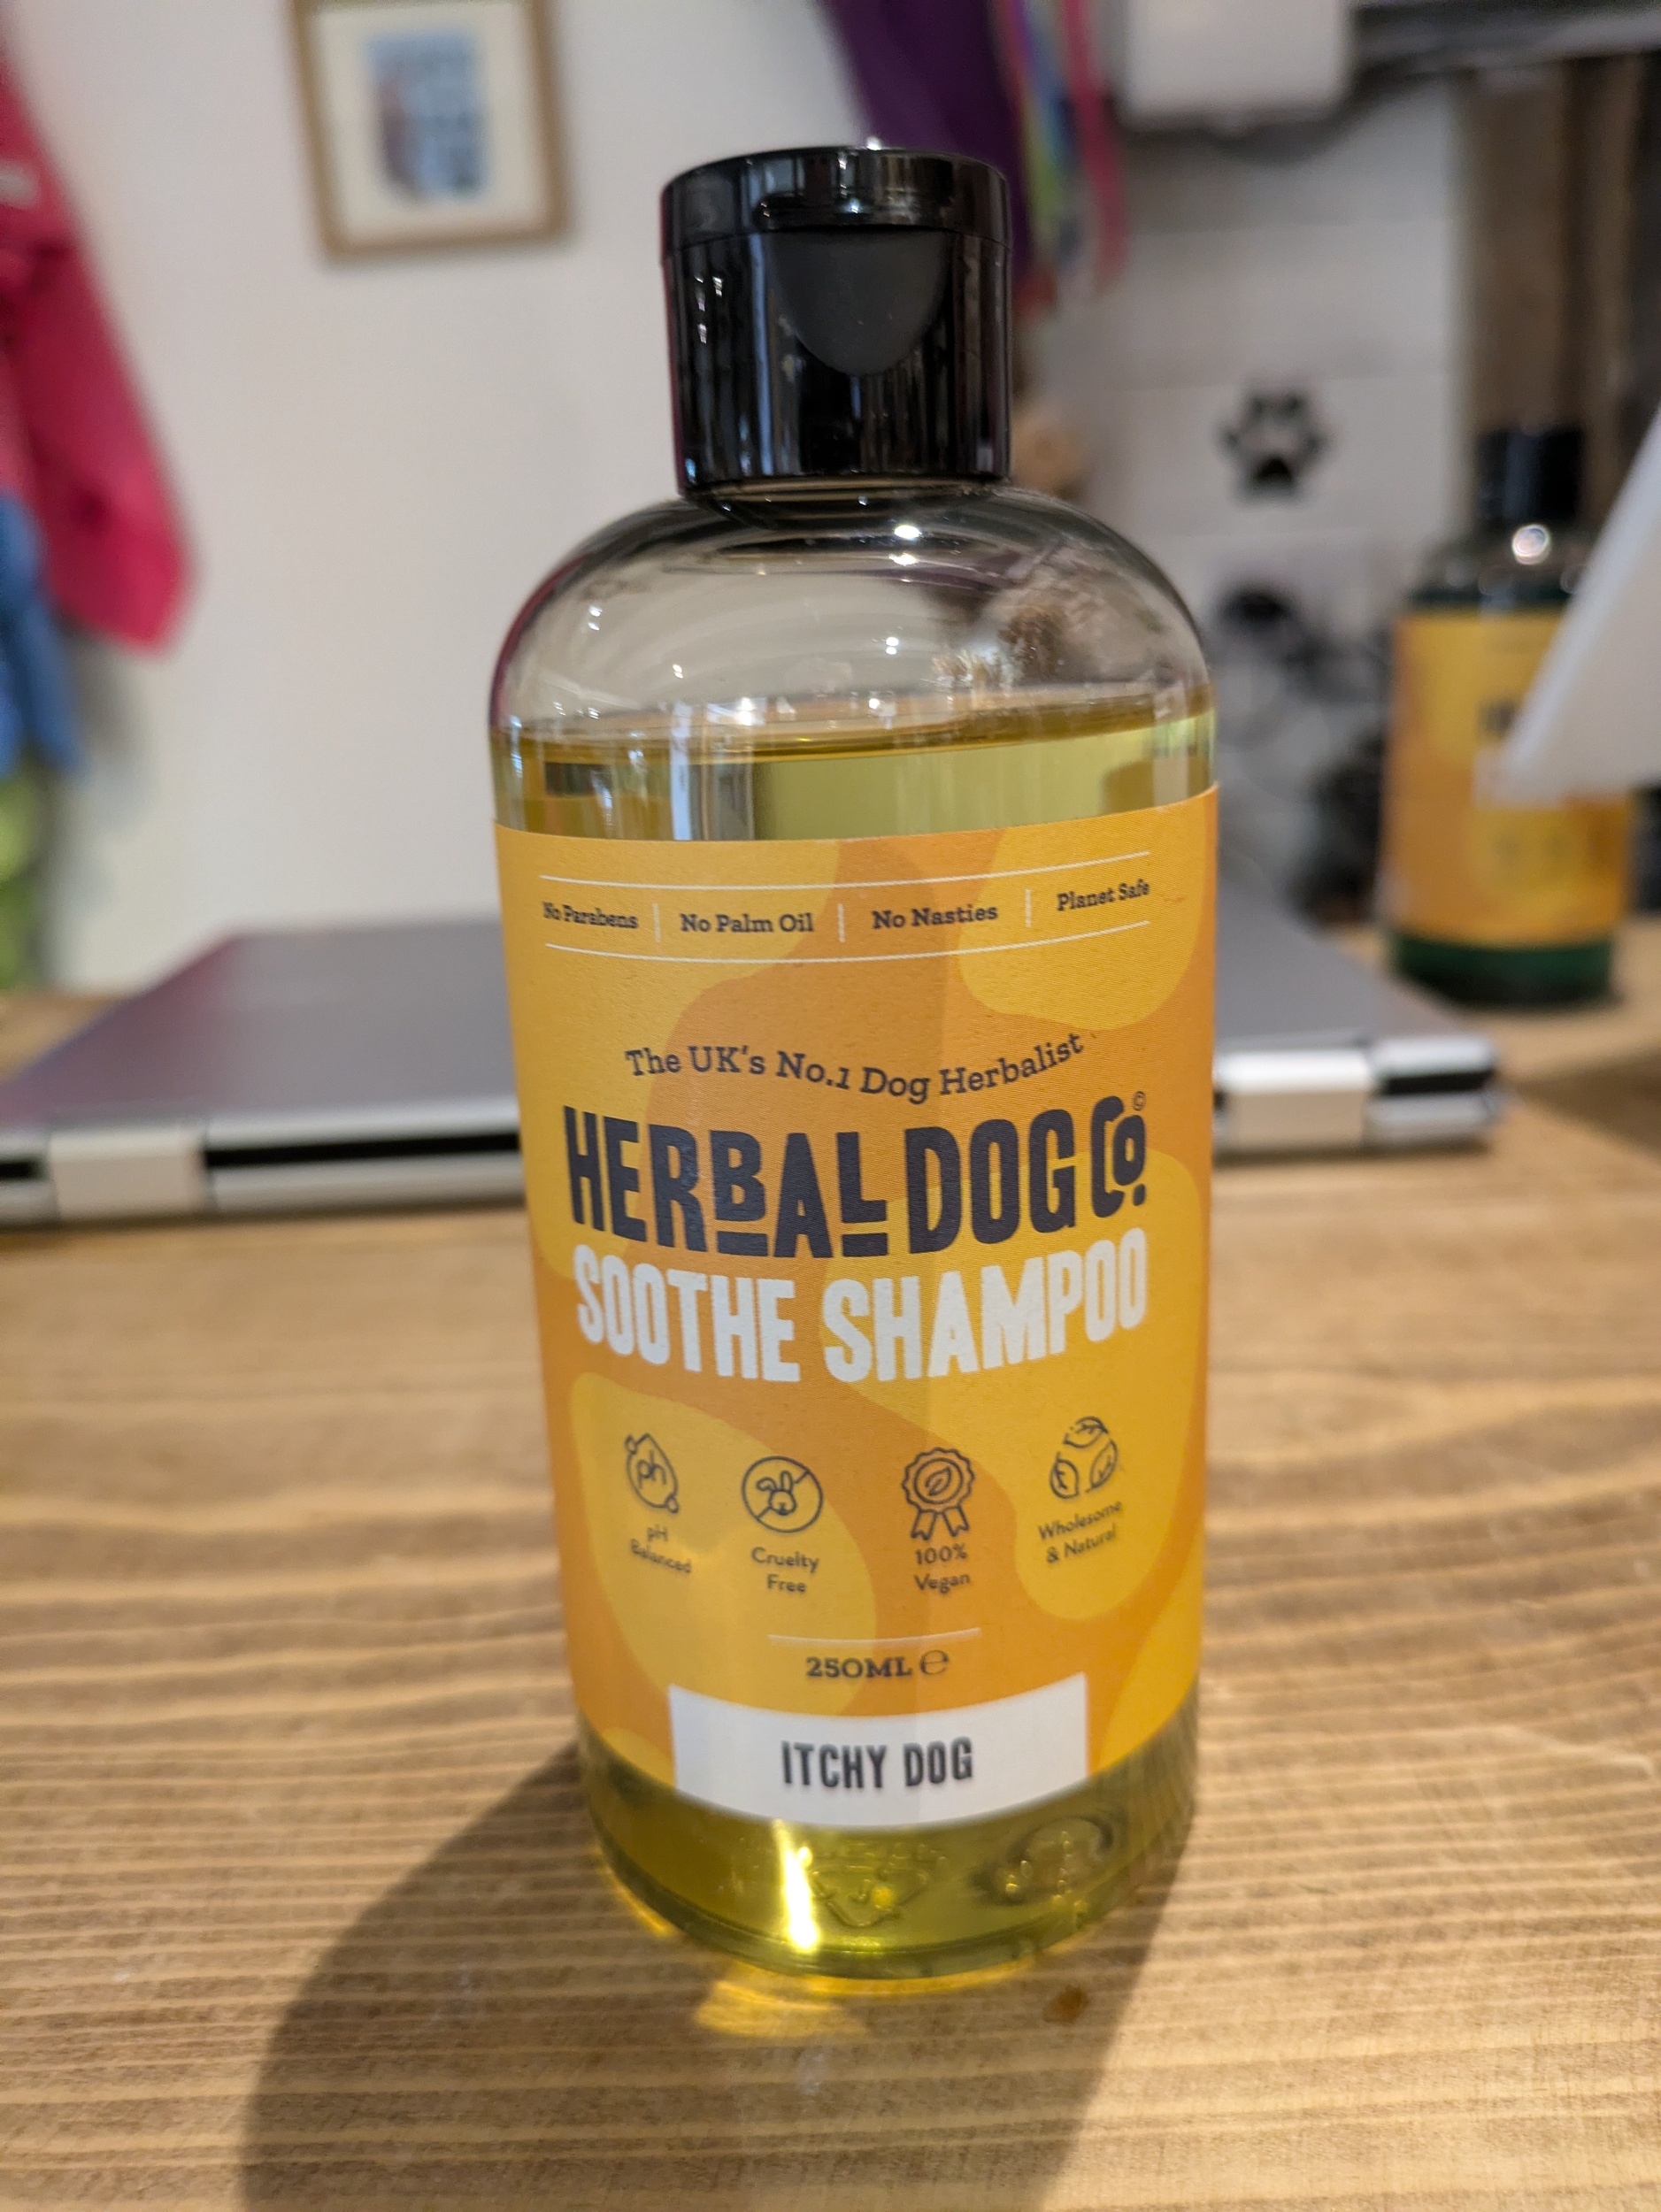 No Parabens | No Palm Oil | No Nasties | Planet Safe
The UK's No.1 Dog Herbalist
HERBAL DOG Co.©
SOOTHE SHAMPOO
ph
pH
Balanced
Cruelty
Free
100%
Vegan
Wholesome
& Natural
250ML ℮
ITCHY DOG